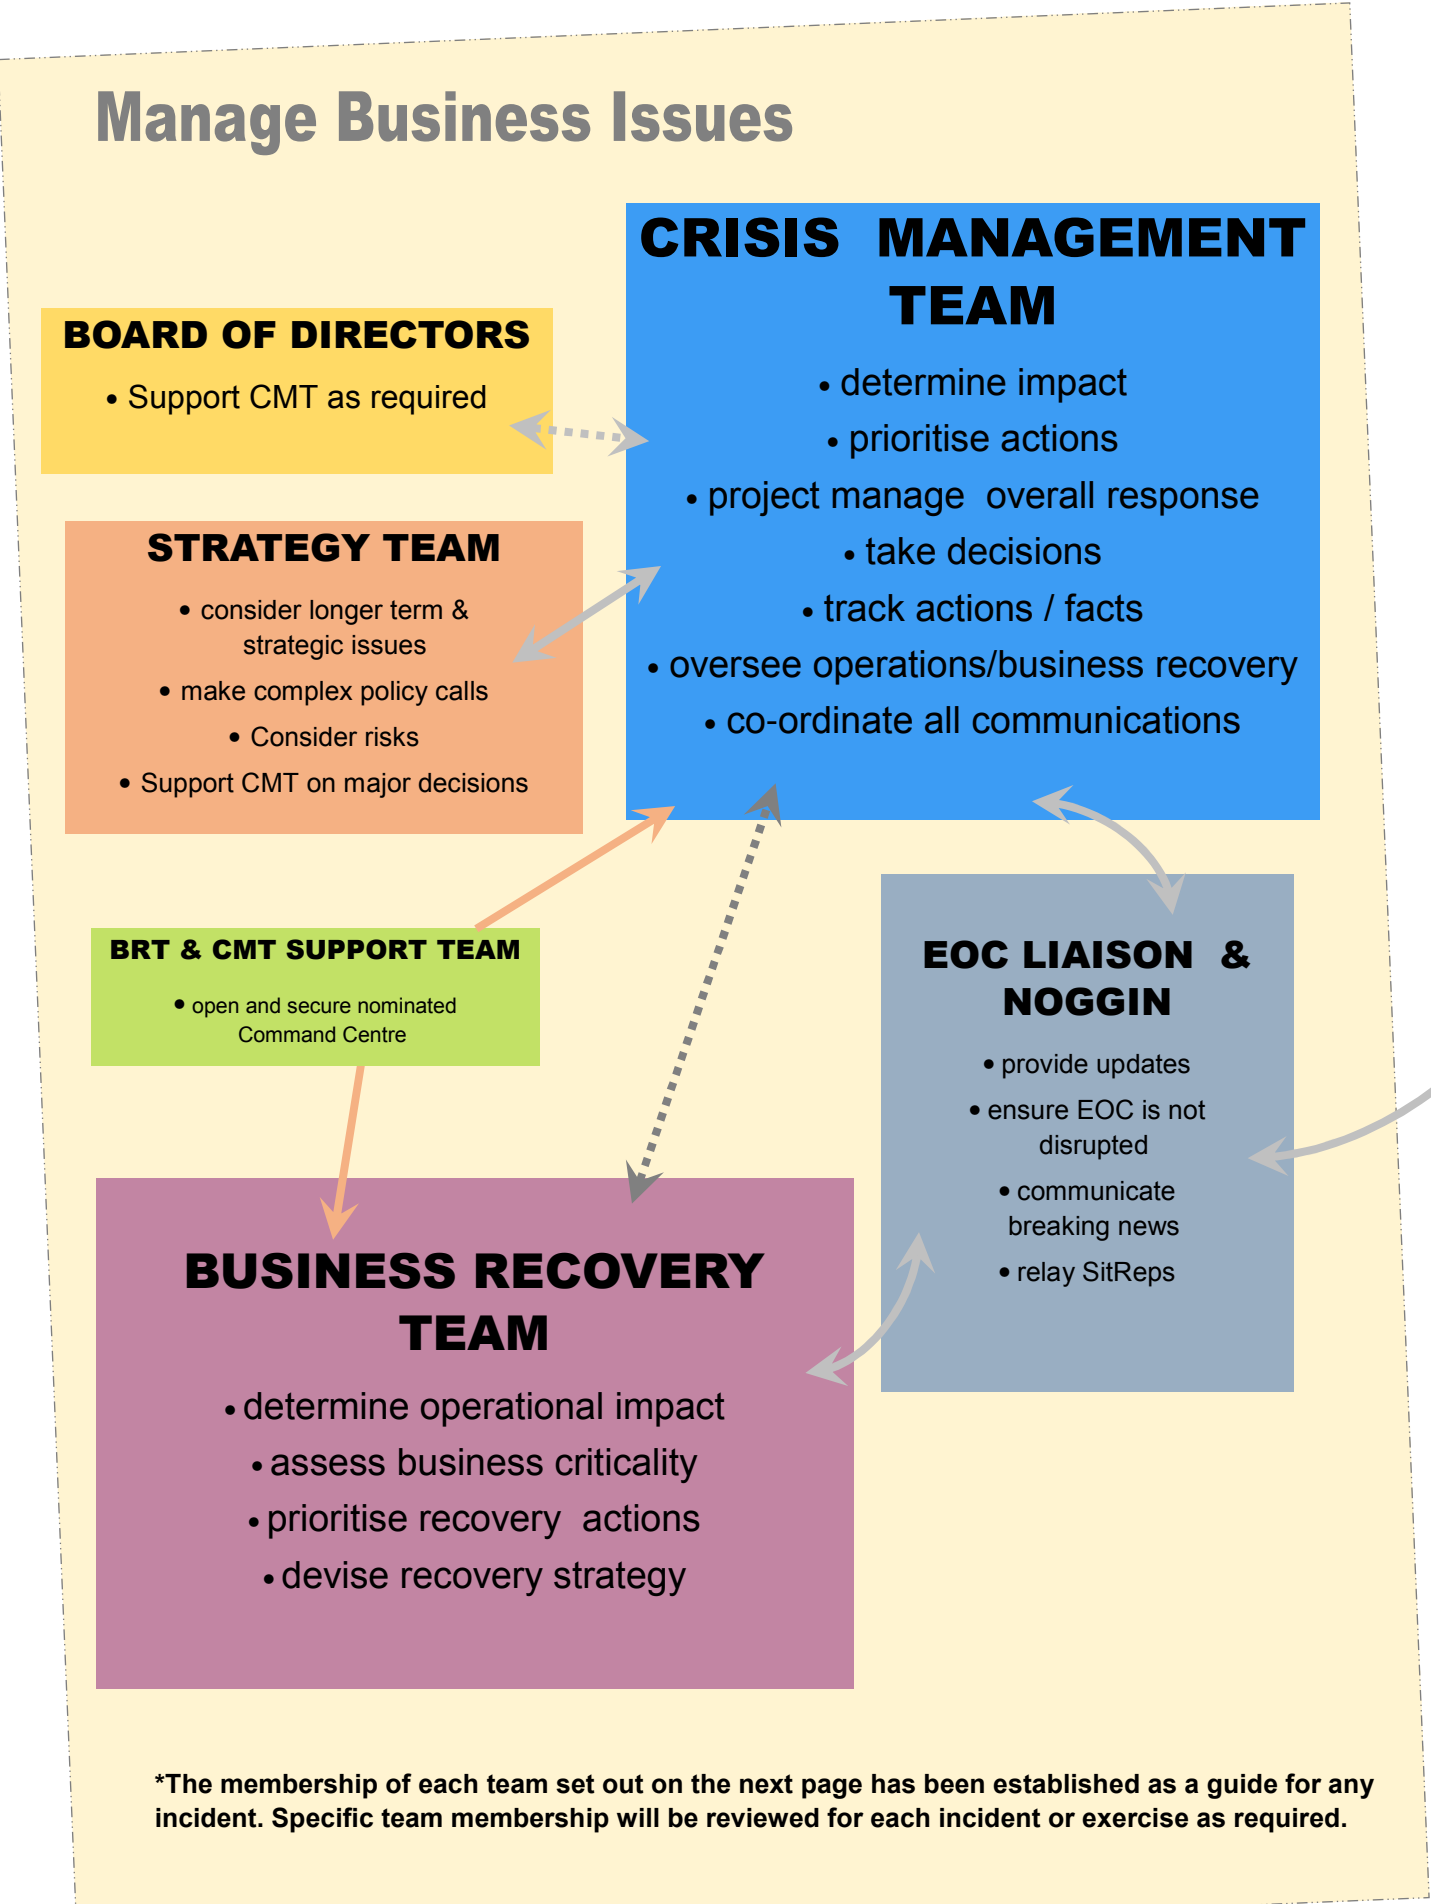 Manage Business Issues
CRISIS  MANAGEMENT
TEAM
• determine impact
• prioritise actions
• project manage  overall response
• take decisions
• track actions / facts
• oversee operations/business recovery
• co-ordinate all communications
BOARD OF DIRECTORS
• Support CMT as required
STRATEGY TEAM
• consider longer term &
strategic issues
• make complex policy calls
• Consider risks
• Support CMT on major decisions
BRT & CMT SUPPORT TEAM
• open and secure nominated
Command Centre
EOC LIAISON  &
NOGGIN
• provide updates
• ensure EOC is not
disrupted
• communicate
breaking news
• relay SitReps
BUSINESS RECOVERY
TEAM
• determine operational impact
• assess business criticality
• prioritise recovery  actions
• devise recovery strategy
*The membership of each team set out on the next page has been established as a guide for any
incident. Specific team membership will be reviewed for each incident or exercise as required.